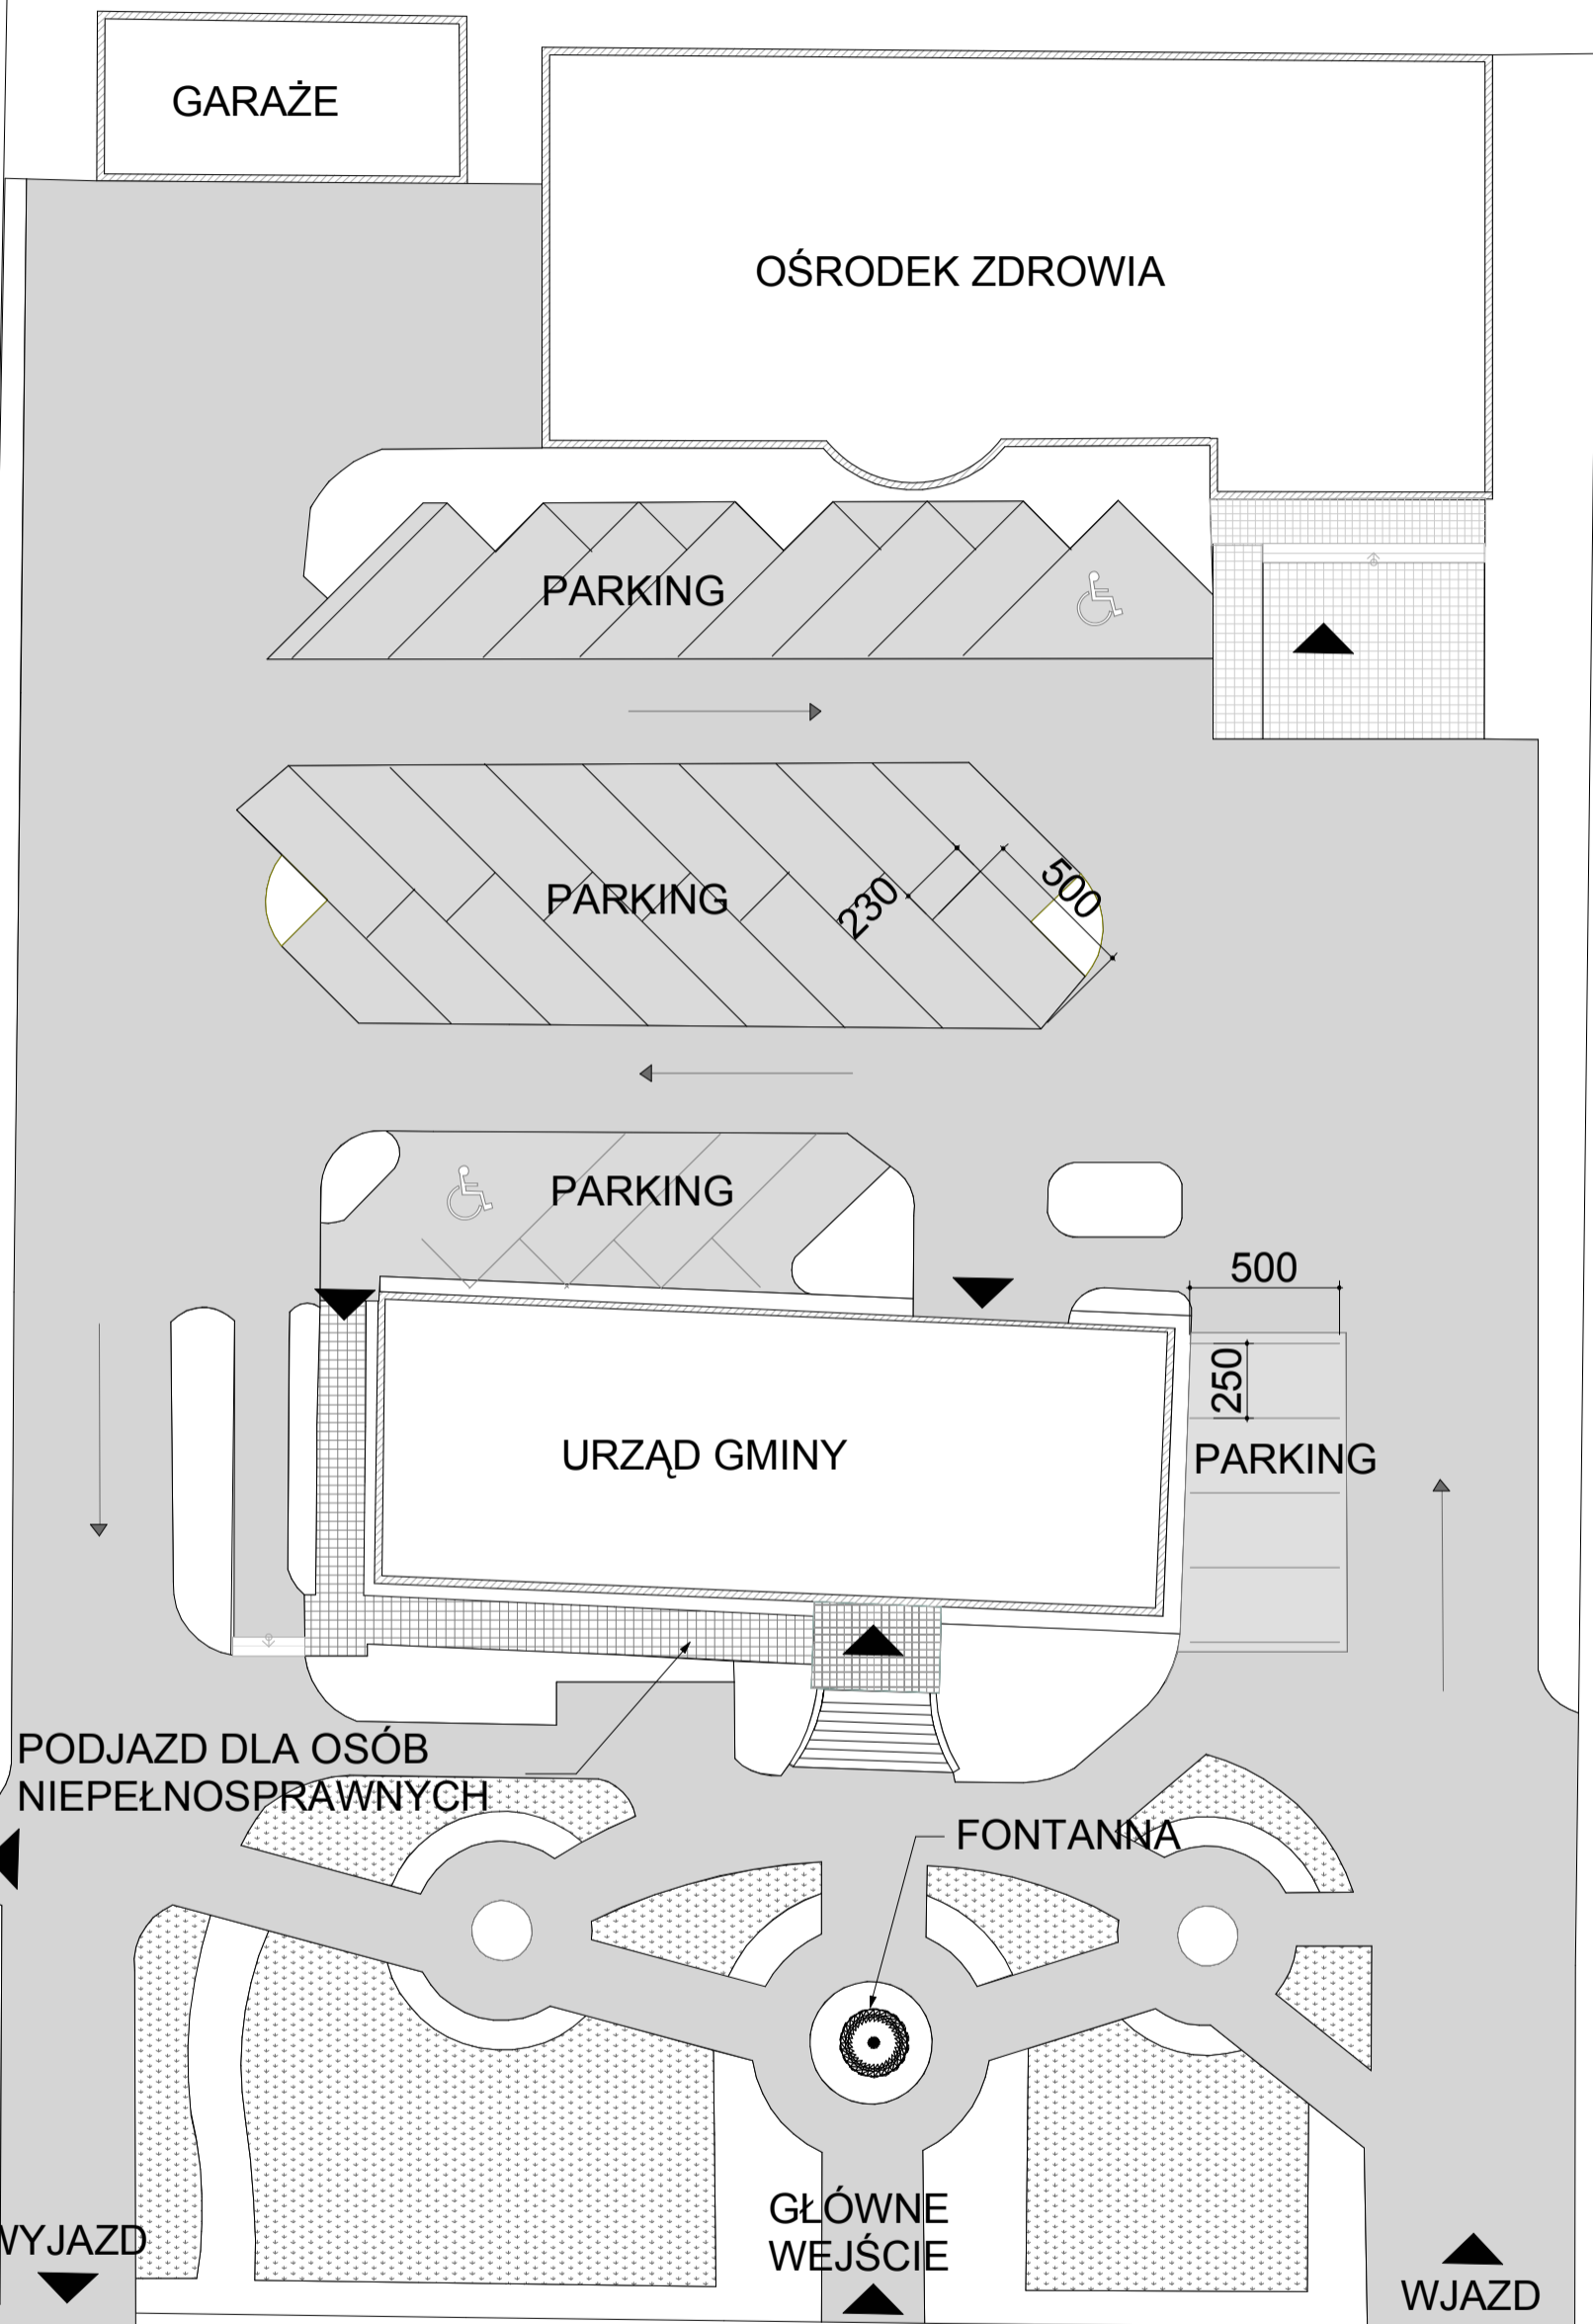 GARAŻE
OŚRODEK ZDROWIA
PARKING
PARKING
230
500
PARKING
500
250
URZĄD GMINY
PARKING
PODJAZD DLA OSÓB
NIEPEŁNOSPRAWNYCH
FONTANNA
GŁÓWNE
WEJŚCIE
WYJAZD
WJAZD